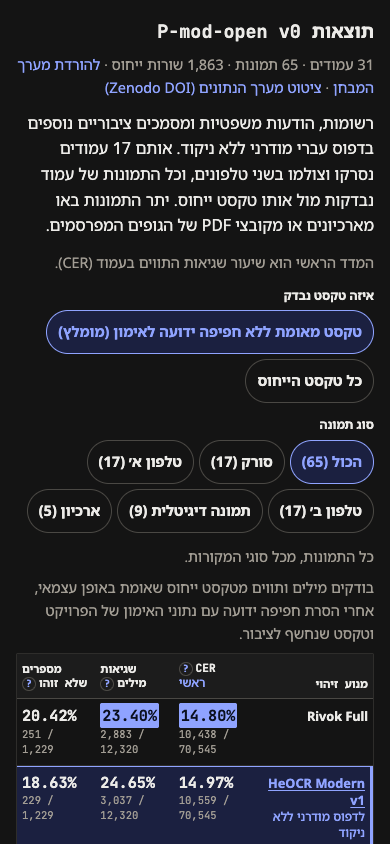 תוצאות P-mod-open v0
31 עמודים · 65 תמונות · 1,863 שורות ייחוס · להורדת מערך
המבחן · ציטוט מערך הנתונים (Zenodo DOI)
רשומות, הודעות משפטיות ומסמכים ציבוריים נוספים
בדפוס עברי מודרני ללא ניקוד. אותם 17 עמודים
נסרקו וצולמו בשני טלפונים, וכל התמונות של עמוד
נבדקות מול אותו טקסט ייחוס. יתר התמונות באו
מארכיונים או מקובצי PDF של הגופים המפרסמים.
המדד הראשי הוא שיעור שגיאות התווים בעמוד (CER).
איזה טקסט נבדק
טקסט מאומת ללא חפיפה ידועה לאימון (מומלץ)
כל טקסט הייחוס
סוג תמונה
הכול (65) סורק (17) טלפון א׳ (17)
טלפון ב׳ (17) תמונה דיגיטלית (9) ארכיון (5)
כל התמונות, מכל סוגי המקורות.
בודקים מילים ותווים מטקסט ייחוס שאומת באופן עצמאי,
אחרי הסרת חפיפה ידועה עם נתוני האימון של הפרויקט
וטקסט שנחשף לציבור.
מנוע זיהוי CER ? ראשי שגיאות מילים ? מספרים שלא זוהו ?
Rivok Full 14.80% 23.40% 20.42%
10,438 / 70,545 2,883 / 12,320 251 / 1,229
HeOCR Modern v1 14.97% 24.65% 18.63%
לדפוס מודרני ללא ניקוד 10,559 / 70,545 3,037 / 12,320 229 / 1,229